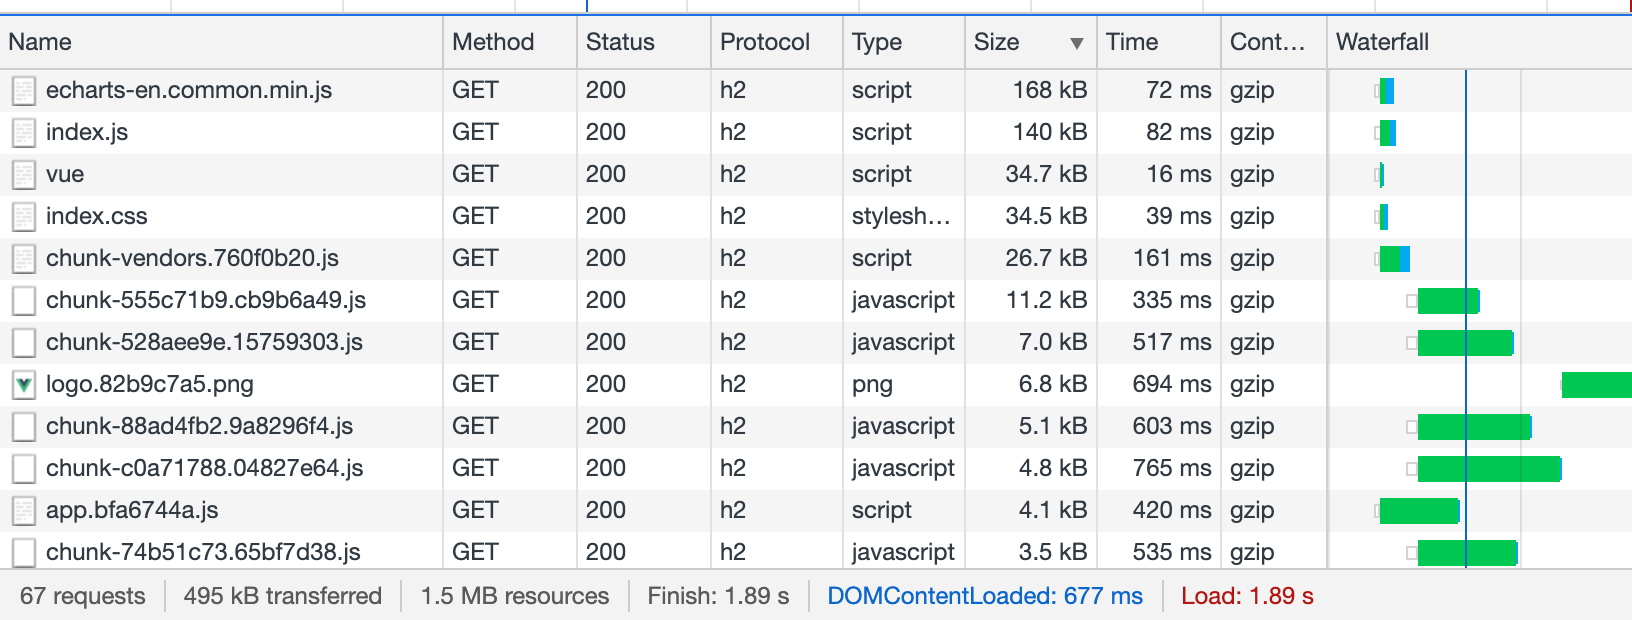 Name Method Status Protocol Type Size ▼ Time Cont... Waterfall
echarts-en.common.min.js GET 200 h2 script 168 kB 72 ms gzip
index.js GET 200 h2 script 140 kB 82 ms gzip
vue GET 200 h2 script 34.7 kB 16 ms gzip
index.css GET 200 h2 stylesh... 34.5 kB 39 ms gzip
chunk-vendors.760f0b20.js GET 200 h2 script 26.7 kB 161 ms gzip
chunk-555c71b9.cb9b6a49.js GET 200 h2 javascript 11.2 kB 335 ms gzip
chunk-528aee9e.15759303.js GET 200 h2 javascript 7.0 kB 517 ms gzip
logo.82b9c7a5.png GET 200 h2 png 6.8 kB 694 ms gzip
chunk-88ad4fb2.9a8296f4.js GET 200 h2 javascript 5.1 kB 603 ms gzip
chunk-c0a71788.04827e64.js GET 200 h2 javascript 4.8 kB 765 ms gzip
app.bfa6744a.js GET 200 h2 script 4.1 kB 420 ms gzip
chunk-74b51c73.65bf7d38.js GET 200 h2 javascript 3.5 kB 535 ms gzip
67 requests 495 kB transferred 1.5 MB resources Finish: 1.89 s DOMContentLoaded: 677 ms Load: 1.89 s